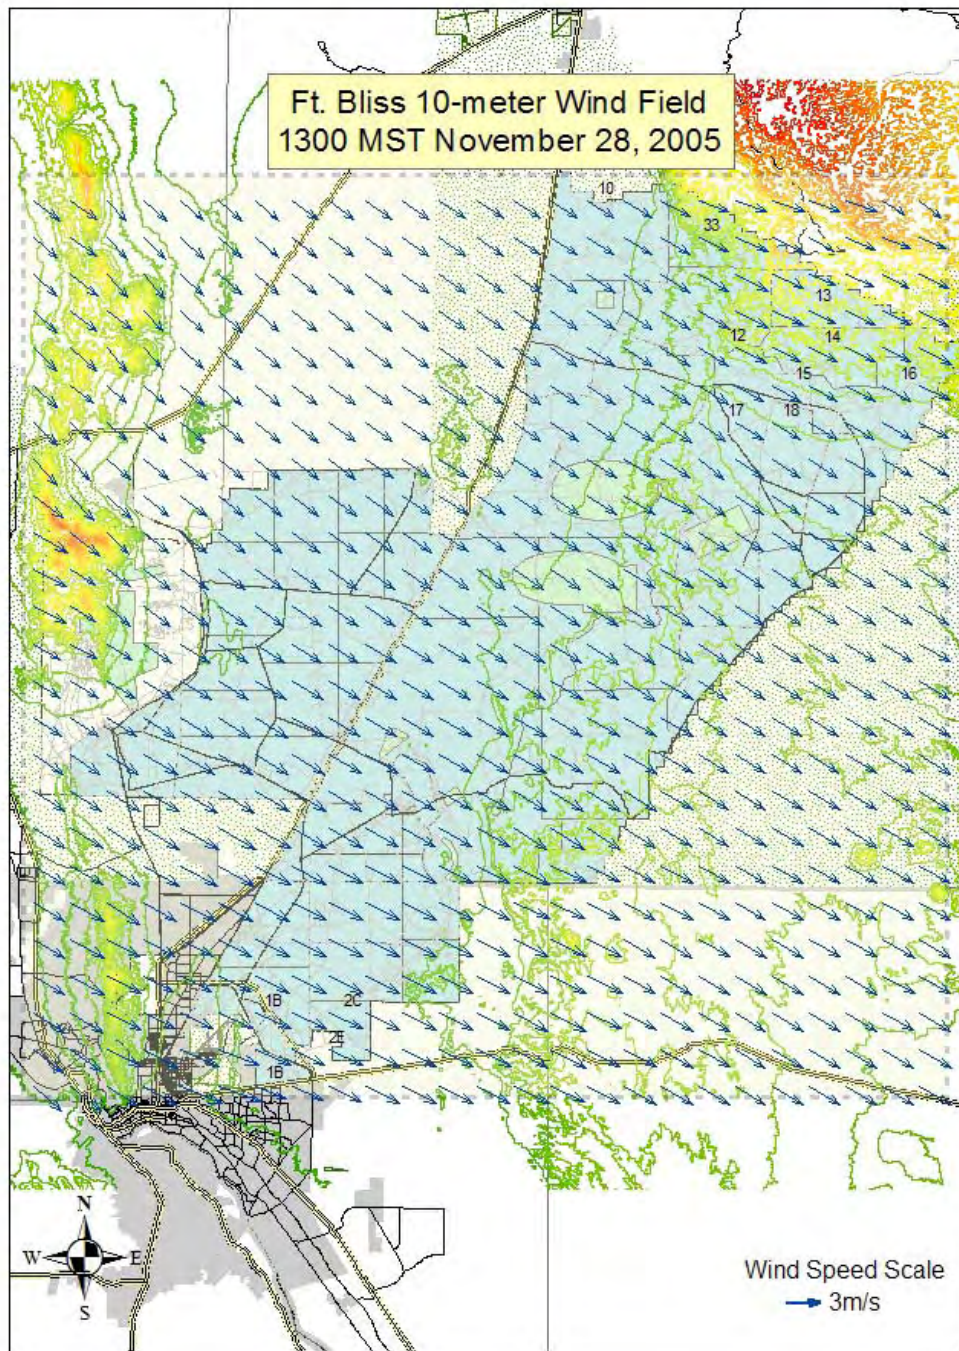 Ft. Bliss 10-meter Wind Field
1300 MST November 28, 2005
10
33
13
12
14
15
16
17
18
1B
2C
2E
1B
N
W
E
S
Wind Speed Scale
3m/s